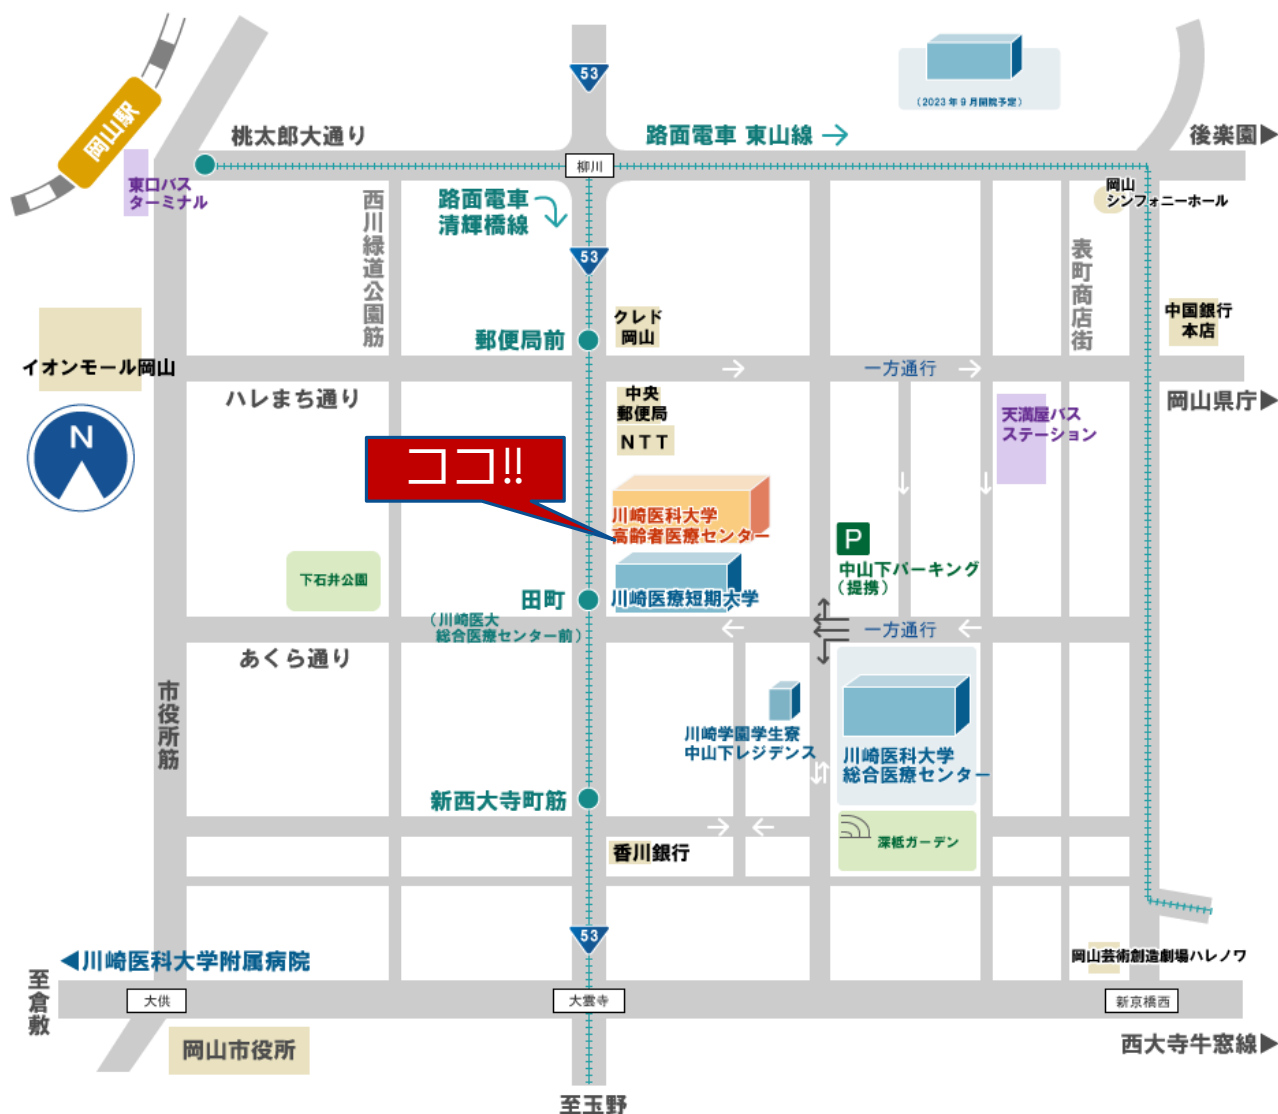 53
(2023年9月開院予定)
岡山駅
桃太郎大通り
路面電車 東山線→
後楽園▶
柳川
東口バス
ターミナル
西川緑道公園筋
路面電車
清輝橋線
岡山
シンフォニーホール
53
表町商店街
クレド
岡山
中国銀行
本店
郵便局前
イオンモール岡山
一方通行
ハレまち通り
中央
郵便局
岡山県庁▶
天満屋バス
ステーション
N
NTT
ココ!!
川崎医科大学
高齢者医療センター
P
中山下パーキング
(提携)
下石井公園
田町
(川崎医大
総合医療センター前)
川崎医療短期大学
一方通行
あくら通り
市役所筋
川崎学園学生寮
中山下レジデンス
川崎医科大学
総合医療センター
新西大寺町筋
香川銀行
深柢ガーデン
53
◀川崎医科大学附属病院
岡山芸術創造劇場ハレノワ
至倉敷
大供
大雲寺
新京橋西
岡山市役所
西大寺牛窓線▶
至玉野